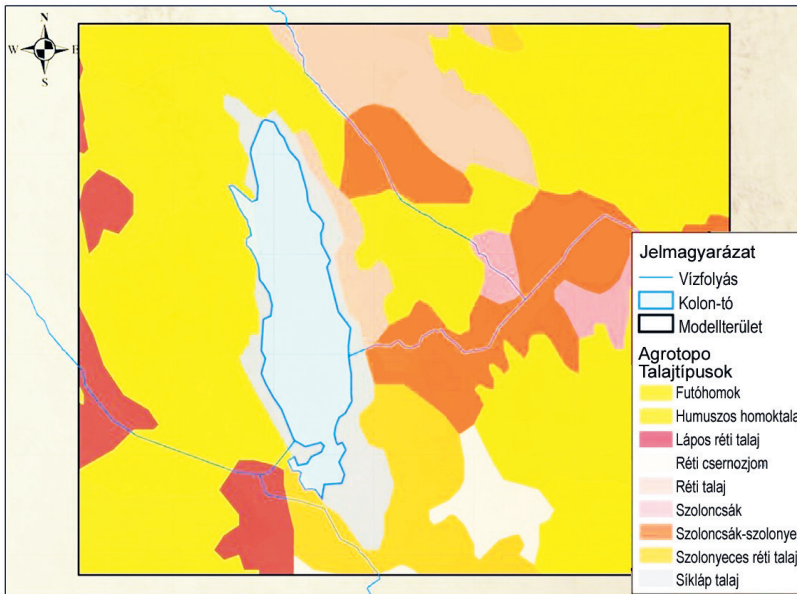 N
W E
S
Jelmagyarázat
Vízfolyás
Kolon-tó
Modellterület
Agrotopo
Talajtípusok
Futóhomok
Humuszos homoktala
Lápos réti talaj
Réti csernozjom
Réti talaj
Szoloncsák
Szoloncsák-szolonye
Szolonyeces réti talaj
Síkláp talaj